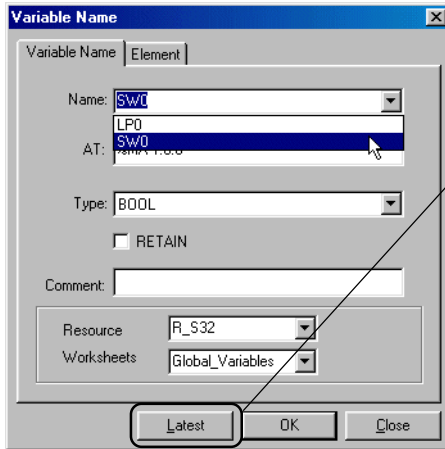 Variable Name
Variable Name Element
Name: SW0
LP0
SW0
AT:
Type: BOOL
RETAIN
Comment:
Resource R_S32
Worksheets Global_Variables
Latest OK Close